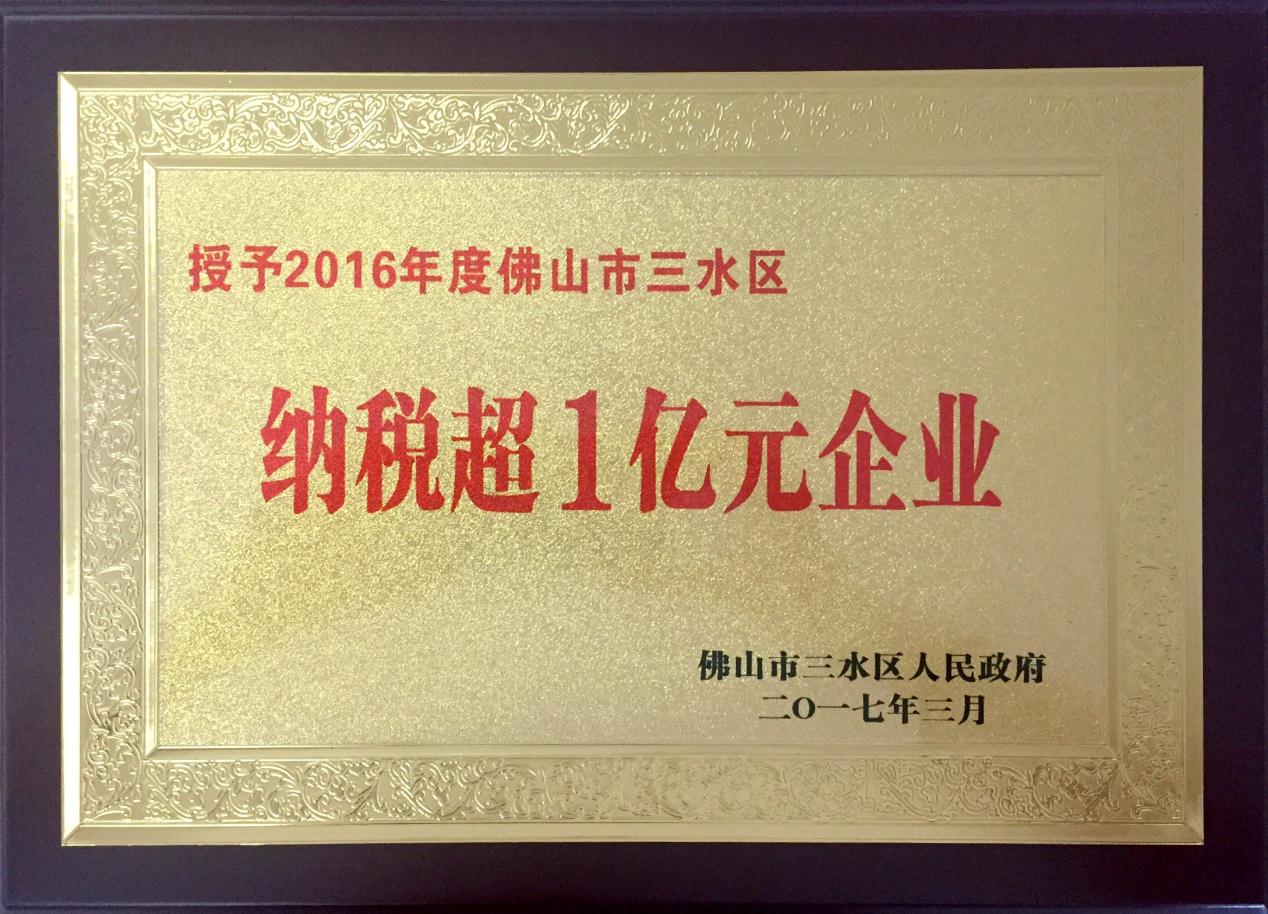 授予2016年度佛山市三水区
纳税超1亿元企业
佛山市三水区人民政府
二〇一七年三月